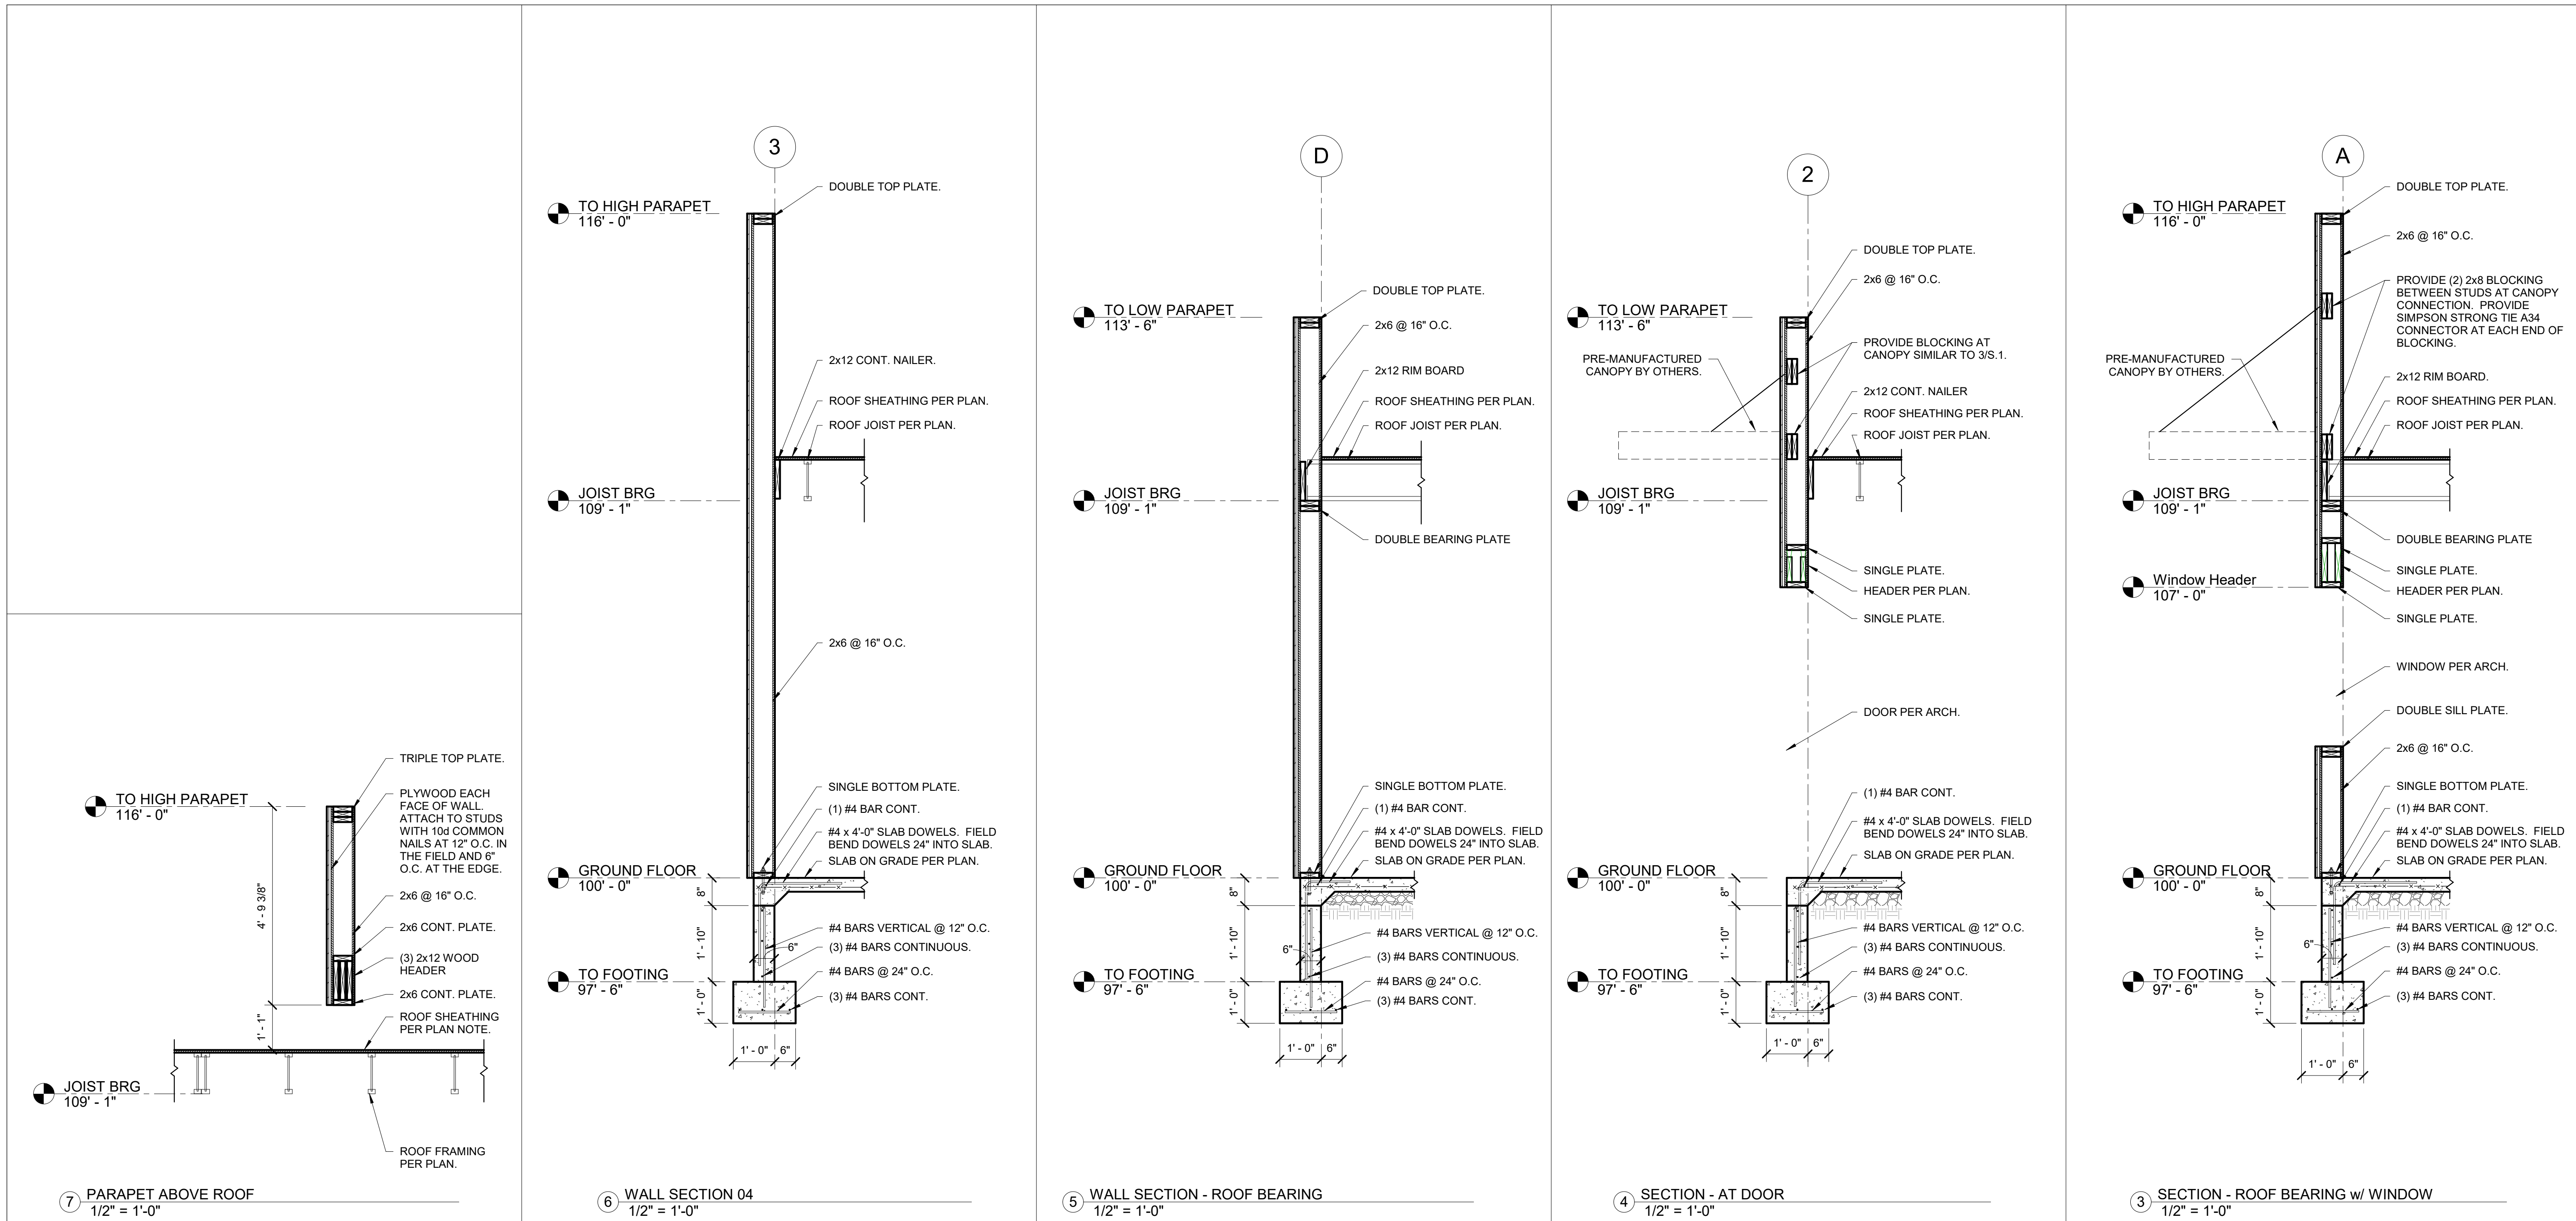 TRIPLE TOP PLATE.
PLYWOOD EACH
FACE OF WALL.
ATTACH TO STUDS
WITH 10d COMMON
NAILS AT 12" O.C. IN
THE FIELD AND 6"
O.C. AT THE EDGE.
TO HIGH PARAPET
116' - 0"
4' - 9 3/8"
2x6 @ 16" O.C.
2x6 CONT. PLATE.
(3) 2x12 WOOD
HEADER
2x6 CONT. PLATE.
1' - 1"
ROOF SHEATHING
PER PLAN NOTE.
JOIST BRG
109' - 1"
ROOF FRAMING
PER PLAN.
7
PARAPET ABOVE ROOF
1/2" = 1'-0"
3
DOUBLE TOP PLATE.
TO HIGH PARAPET
116' - 0"
2x12 CONT. NAILER.
ROOF SHEATHING PER PLAN.
ROOF JOIST PER PLAN.
JOIST BRG
109' - 1"
2x6 @ 16" O.C.
SINGLE BOTTOM PLATE.
(1) #4 BAR CONT.
#4 x 4'-0" SLAB DOWELS. FIELD
BEND DOWELS 24" INTO SLAB.
SLAB ON GRADE PER PLAN.
GROUND FLOOR
100' - 0"
8"
1' - 10"
#4 BARS VERTICAL @ 12" O.C.
6"
(3) #4 BARS CONTINUOUS.
TO FOOTING
97' - 6"
#4 BARS @ 24" O.C.
1' - 0"
(3) #4 BARS CONT.
1' - 0"
6"
6
WALL SECTION 04
1/2" = 1'-0"
D
DOUBLE TOP PLATE.
TO LOW PARAPET
113' - 6"
2x6 @ 16" O.C.
2x12 RIM BOARD
ROOF SHEATHING PER PLAN.
ROOF JOIST PER PLAN.
JOIST BRG
109' - 1"
DOUBLE BEARING PLATE
SINGLE BOTTOM PLATE.
(1) #4 BAR CONT.
#4 x 4'-0" SLAB DOWELS. FIELD
BEND DOWELS 24" INTO SLAB.
SLAB ON GRADE PER PLAN.
GROUND FLOOR
100' - 0"
8"
1' - 10"
#4 BARS VERTICAL @ 12" O.C.
6"
(3) #4 BARS CONTINUOUS.
TO FOOTING
97' - 6"
#4 BARS @ 24" O.C.
1' - 0"
(3) #4 BARS CONT.
1' - 0"
6"
5
WALL SECTION - ROOF BEARING
1/2" = 1'-0"
2
DOUBLE TOP PLATE.
2x6 @ 16" O.C.
TO LOW PARAPET
113' - 6"
PROVIDE BLOCKING AT
CANOPY SIMILAR TO 3/S.1.
PRE-MANUFACTURED
CANOPY BY OTHERS.
2x12 CONT. NAILER
ROOF SHEATHING PER PLAN.
ROOF JOIST PER PLAN.
JOIST BRG
109' - 1"
SINGLE PLATE.
HEADER PER PLAN.
SINGLE PLATE.
DOOR PER ARCH.
(1) #4 BAR CONT.
#4 x 4'-0" SLAB DOWELS. FIELD
BEND DOWELS 24" INTO SLAB.
SLAB ON GRADE PER PLAN.
GROUND FLOOR
100' - 0"
8"
1' - 10"
#4 BARS VERTICAL @ 12" O.C.
(3) #4 BARS CONTINUOUS.
TO FOOTING
97' - 6"
#4 BARS @ 24" O.C.
1' - 0"
(3) #4 BARS CONT.
1' - 0"
6"
4
SECTION - AT DOOR
1/2" = 1'-0"
A
DOUBLE TOP PLATE.
TO HIGH PARAPET
116' - 0"
2x6 @ 16" O.C.
PROVIDE (2) 2x8 BLOCKING
BETWEEN STUDS AT CANOPY
CONNECTION. PROVIDE
SIMPSON STRONG TIE A34
CONNECTOR AT EACH END OF
BLOCKING.
PRE-MANUFACTURED
CANOPY BY OTHERS.
2x12 RIM BOARD.
ROOF SHEATHING PER PLAN.
ROOF JOIST PER PLAN.
JOIST BRG
109' - 1"
DOUBLE BEARING PLATE
SINGLE PLATE.
Window Header
107' - 0"
HEADER PER PLAN.
SINGLE PLATE.
WINDOW PER ARCH.
DOUBLE SILL PLATE.
2x6 @ 16" O.C.
SINGLE BOTTOM PLATE.
(1) #4 BAR CONT.
#4 x 4'-0" SLAB DOWELS. FIELD
BEND DOWELS 24" INTO SLAB.
SLAB ON GRADE PER PLAN.
GROUND FLOOR
100' - 0"
8"
1' - 10"
#4 BARS VERTICAL @ 12" O.C.
6"
(3) #4 BARS CONTINUOUS.
TO FOOTING
97' - 6"
#4 BARS @ 24" O.C.
1' - 0"
(3) #4 BARS CONT.
1' - 0"
6"
3
SECTION - ROOF BEARING w/ WINDOW
1/2" = 1'-0"